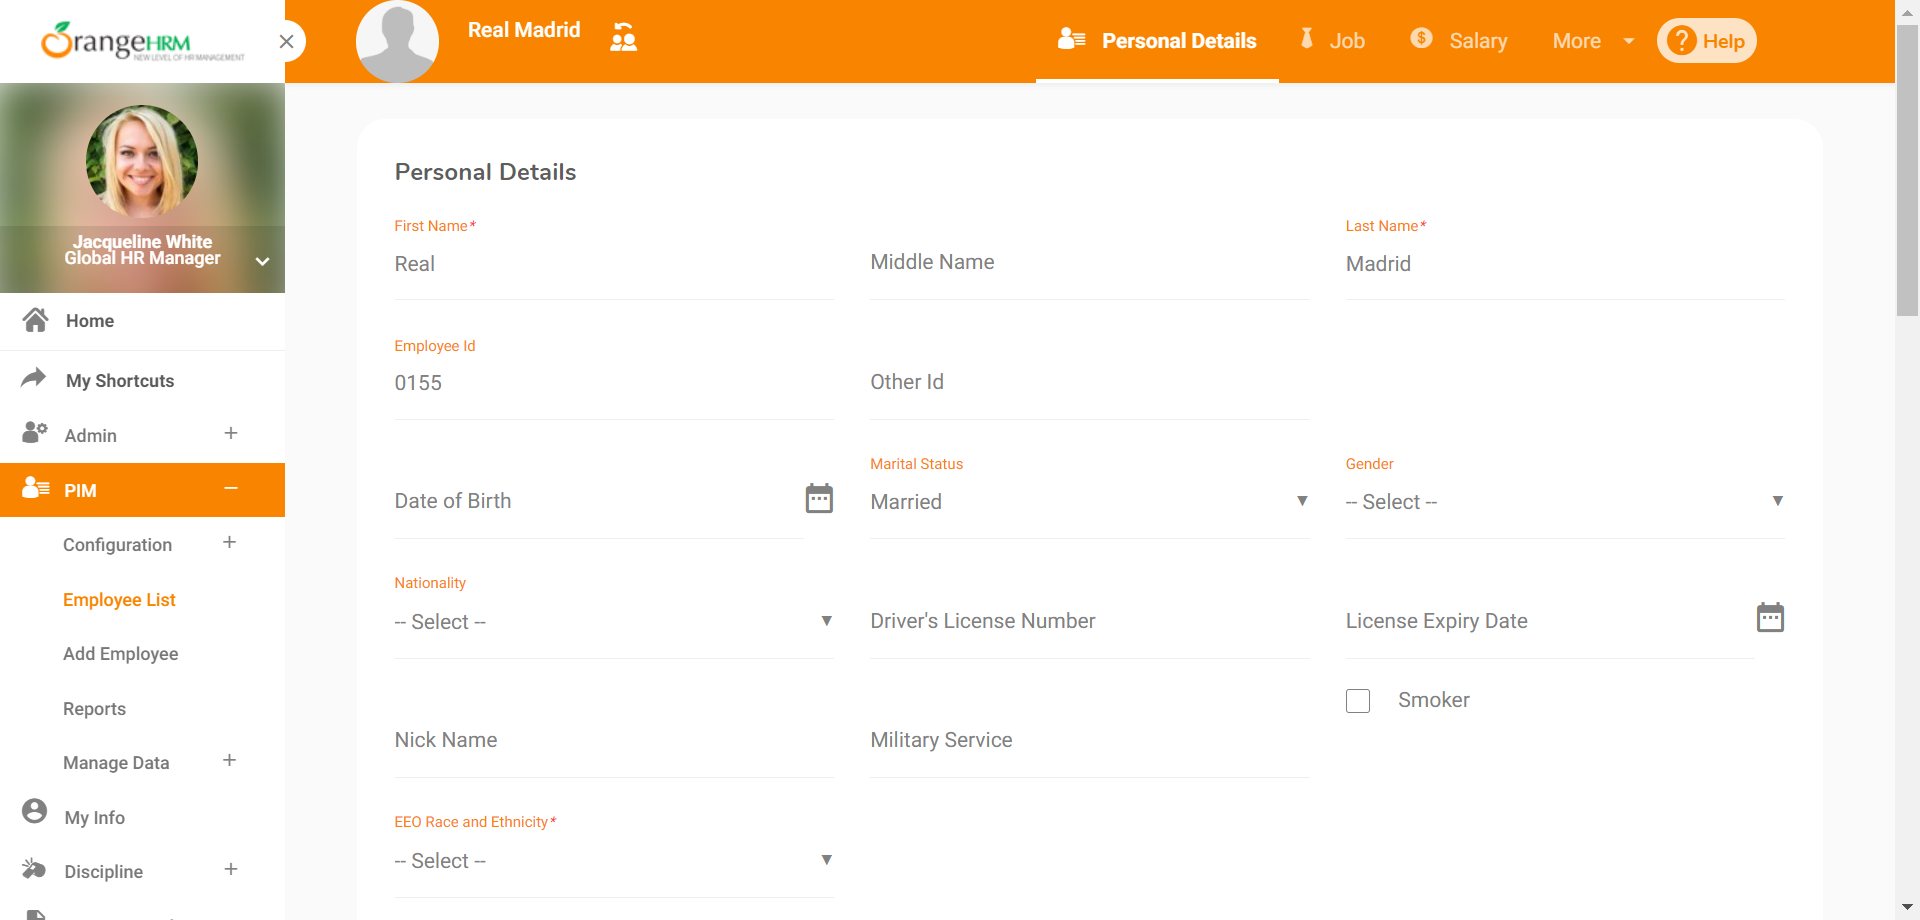 OrangeHRM
NEW LEVEL OF HR MANAGEMENT
Real Madrid
Personal Details
Job
Salary
More
? Help
Jacqueline White
Global HR Manager
Home
My Shortcuts
Admin
PIM
Configuration
Employee List
Add Employee
Reports
Manage Data
My Info
Discipline
Personal Details
First Name*
Real
Middle Name
Last Name*
Madrid
Employee Id
0155
Other Id
Date of Birth
Marital Status
Married
Gender
-- Select --
Nationality
-- Select --
Driver's License Number
License Expiry Date
Smoker
Nick Name
Military Service
EEO Race and Ethnicity*
-- Select --